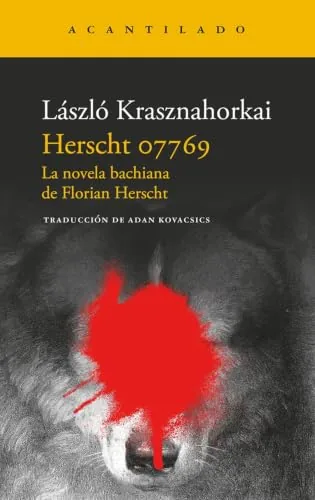 ACANTILADO
László Krasznahorkai
Herscht 07769
La novela bachiana
de Florian Herscht
TRADUCCIÓN DE ADAN KOVACSICS